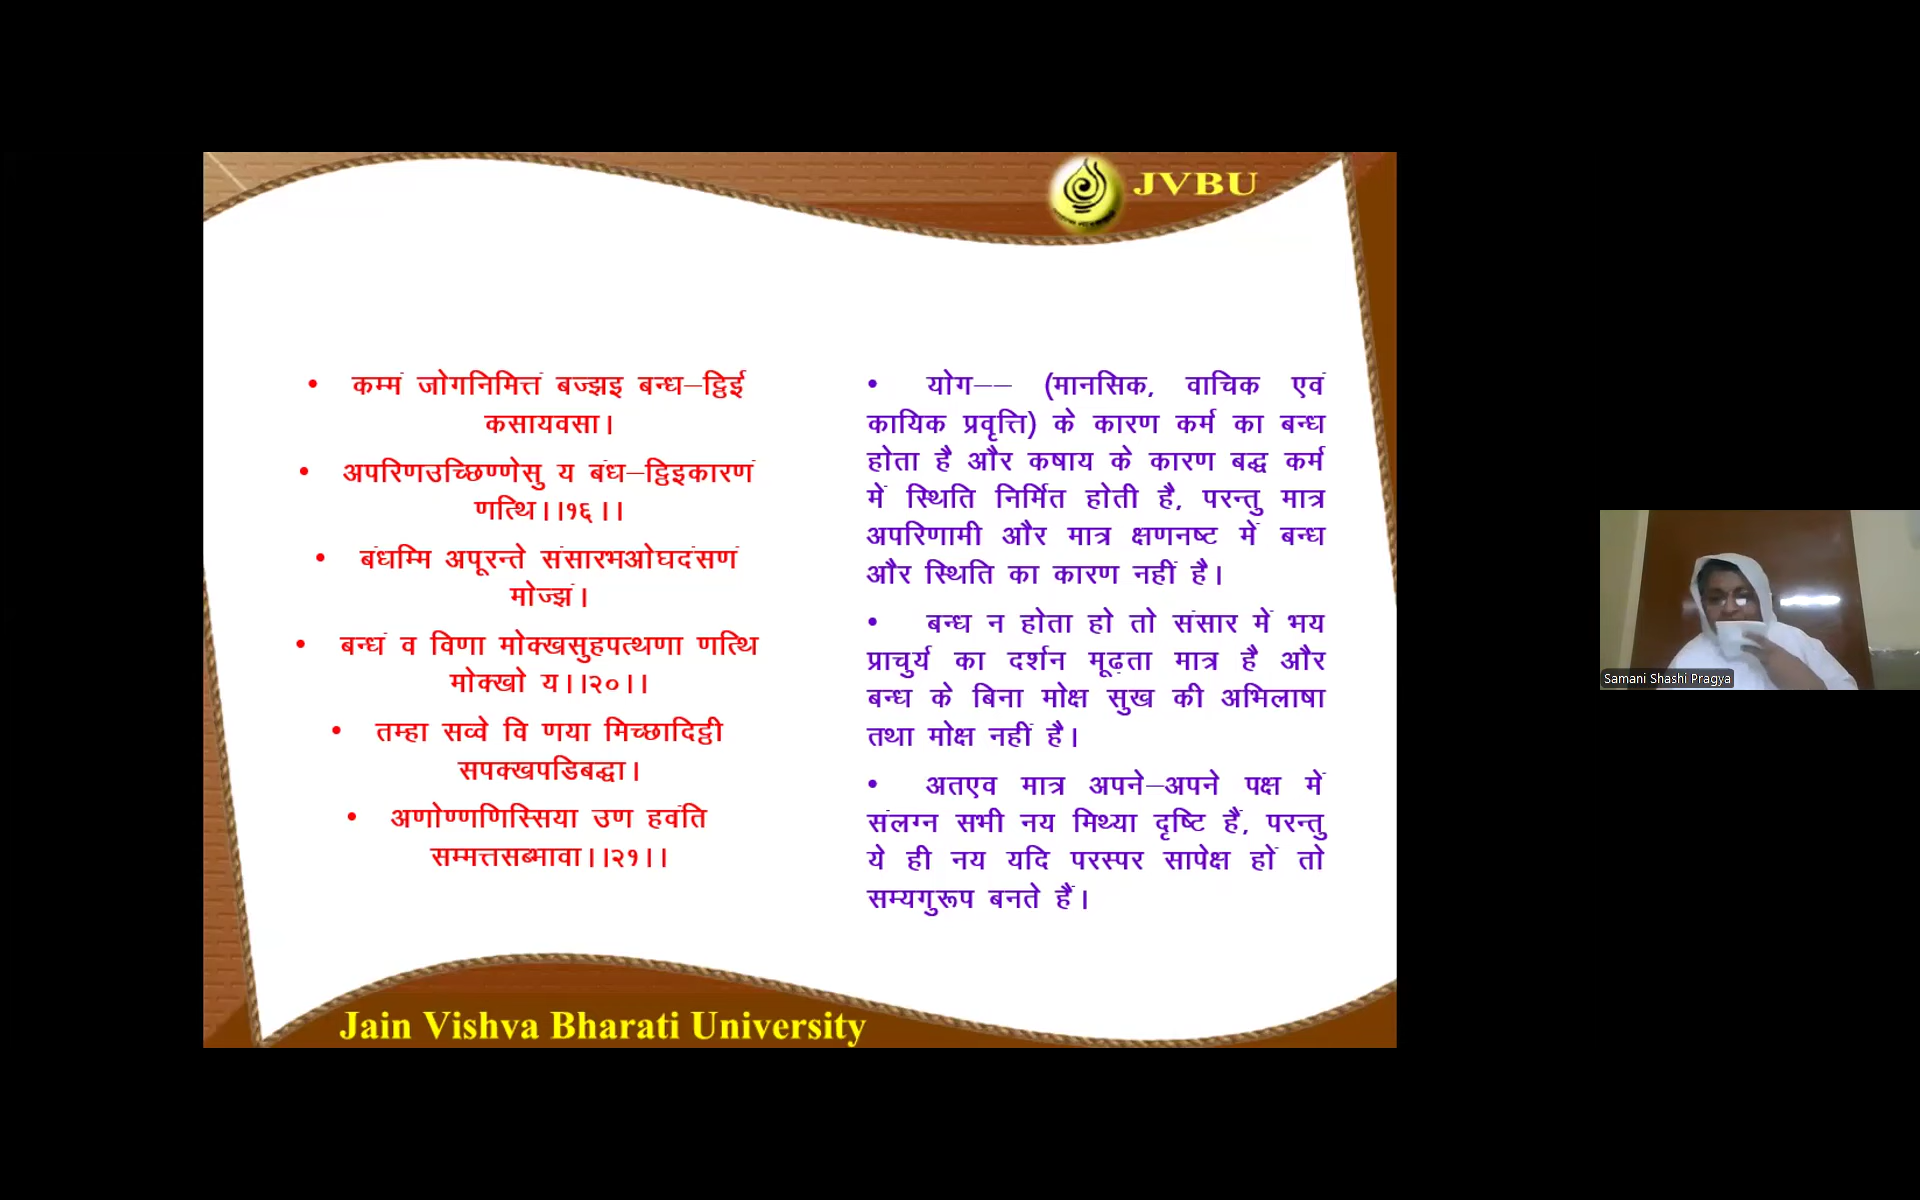 JVBU
• कम्मं जोगनिमित्तं बज्झइ बन्ध–ट्ठिई
कसायवसा।
• अपरिणउच्छिण्णेसु य बंध–ट्ठिइकारणं
णत्थि।।१६।।
• बंधम्मि अपूरन्ते संसारभओघदंसणं
मोज्झं।
• बन्धं व विणा मोक्खसुहपत्थणा णत्थि
मोक्खो य।।२०।।
• तम्हा सव्वे वि णया मिच्छादिट्ठी
सपक्खपडिबद्धा।
• अणोण्णणिस्सिया उण हवंति
सम्मत्तसब्भावा।।२१।।
• योग–– (मानसिक, वाचिक एवं
कायिक प्रवृत्ति) के कारण कर्म का बन्ध
होता है और कषाय के कारण बद्ध कर्म
में स्थिति निर्मित होती है, परन्तु मात्र
अपरिणामी और मात्र क्षणनष्ट में बन्ध
और स्थिति का कारण नहीं है।
• बन्ध न होता हो तो संसार में भय
प्राचुर्य का दर्शन मूढ़ता मात्र है और
बन्ध के बिना मोक्ष सुख की अभिलाषा
तथा मोक्ष नहीं है।
• अतएव मात्र अपने–अपने पक्ष में
संलग्न सभी नय मिथ्या दृष्टि हैं, परन्तु
ये ही नय यदि परस्पर सापेक्ष हों तो
सम्यगुरूप बनते हैं।
Jain Vishva Bharati University
Samani Shashi Pragya